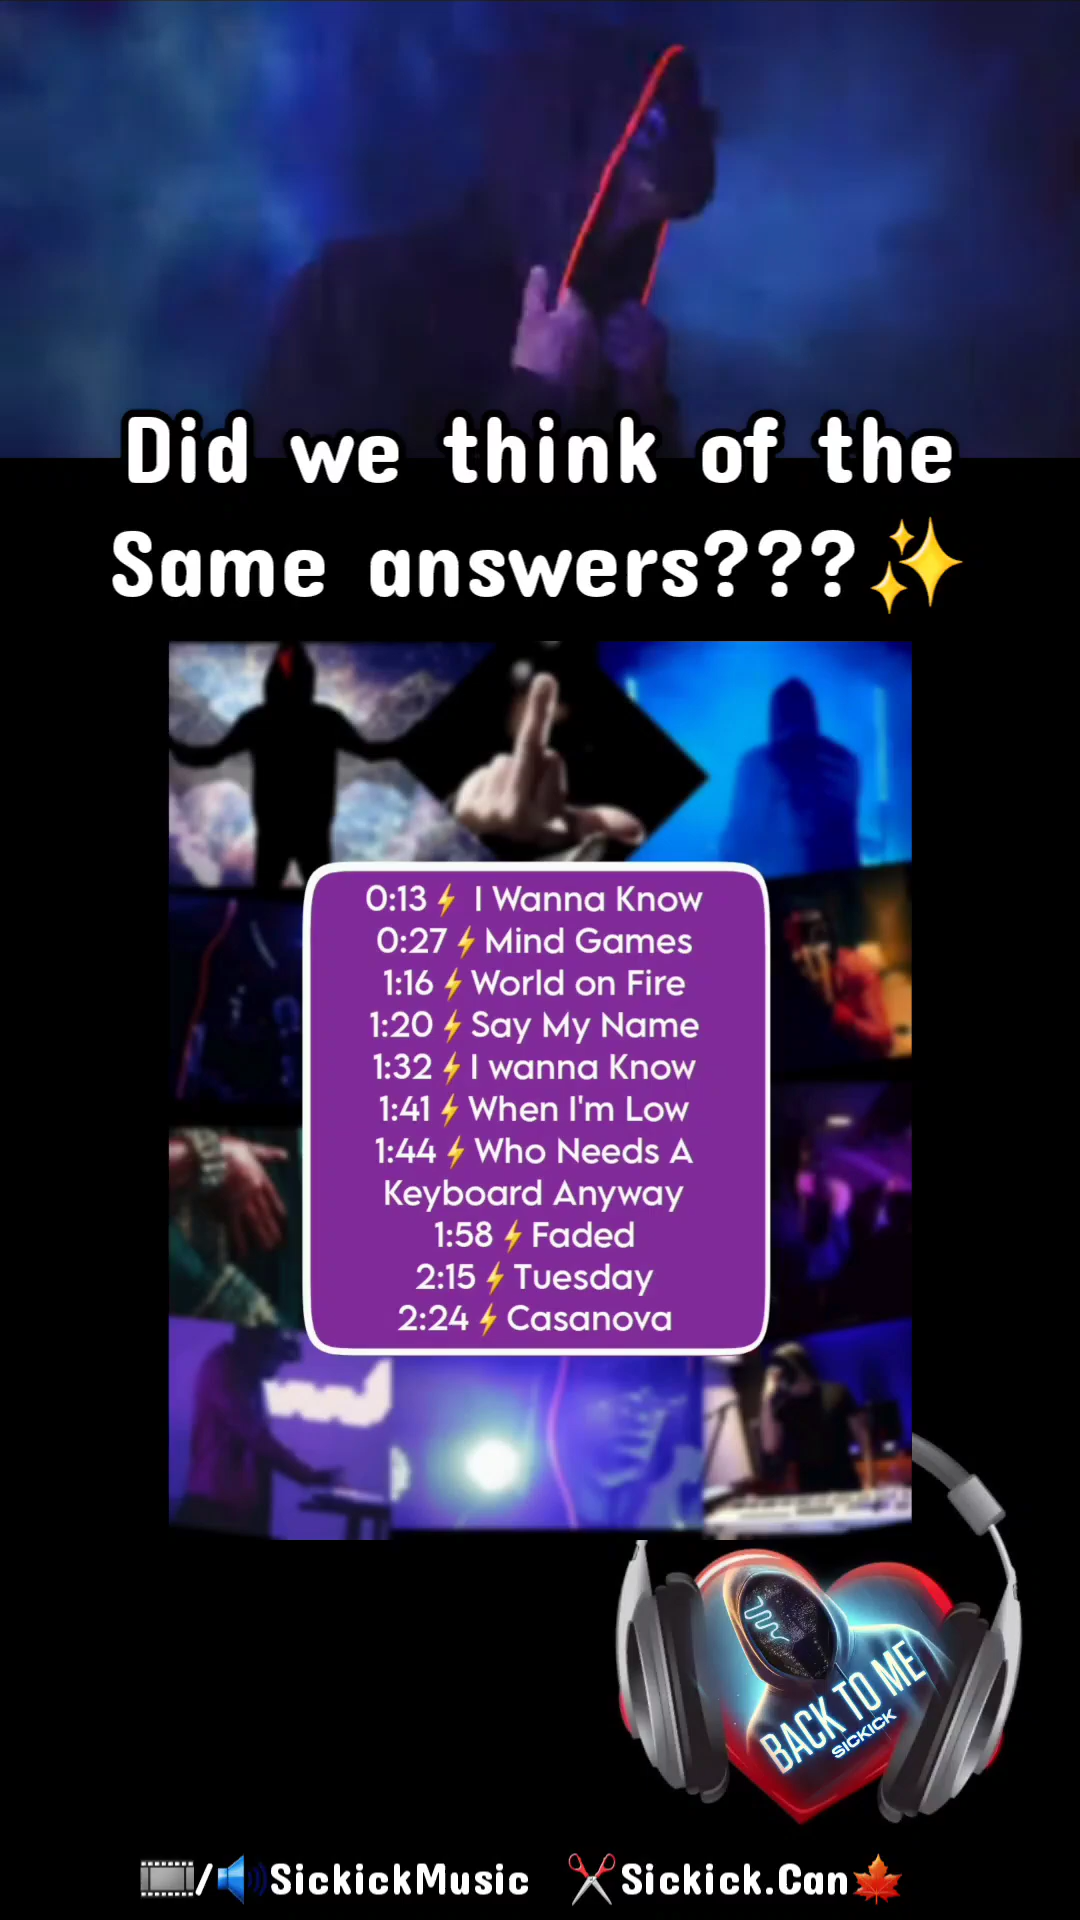 Did we think of the
Same answers???✨
0:13⚡ I Wanna Know
0:27⚡Mind Games
1:16⚡World on Fire
1:20⚡Say My Name
1:32⚡I wanna Know
1:41⚡When I'm Low
1:44⚡Who Needs A
Keyboard Anyway
1:58⚡Faded
2:15⚡Tuesday
2:24⚡Casanova
BACK TO ME
SICKICK
🎞️/🔊SickickMusic ✂️Sickick.Can🍁